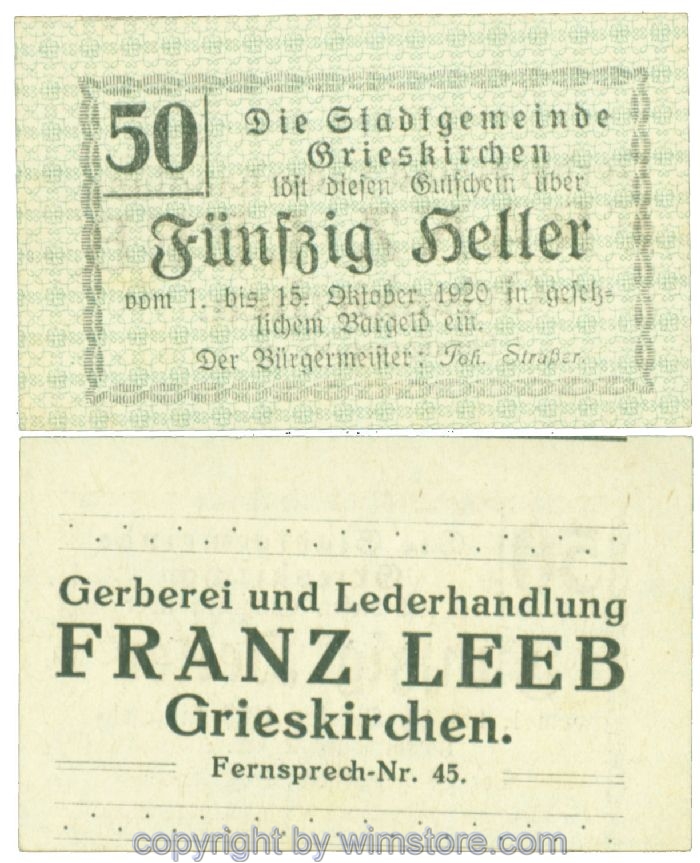 50
Die Stadtgemeinde
Grieskirchen
löst diesen Gutschein über
Fünfzig Heller
vom 1. bis 15. Oktober 1920 in gesetz-
lichem Bargeld ein.
Der Bürgermeister: Joh. Straßer.
Gerberei und Lederhandlung
FRANZ LEEB
Grieskirchen.
Fernsprech-Nr. 45.
copyright by wimstore.com